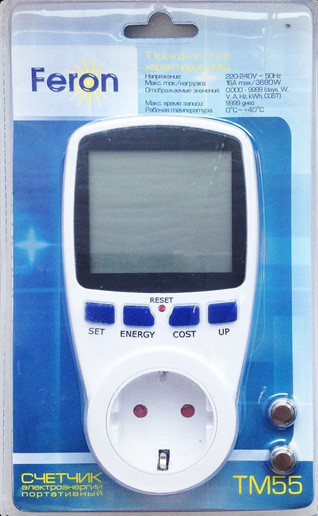 Feron
Технические
характеристики
Напряжение 220-240V ~ 50Hz
Макс. ток/нагрузка 16A max/3680W
Отображаемые значения 0,000 - 9999 (days, W,
V, A, Hz, kWh, COST)
Макс. время записи 9999 дней
Рабочая температура 0°C ~ +40°C
RESET
SET ENERGY COST UP
СЧЕТЧИК
электроэнергии
портативный
TM55